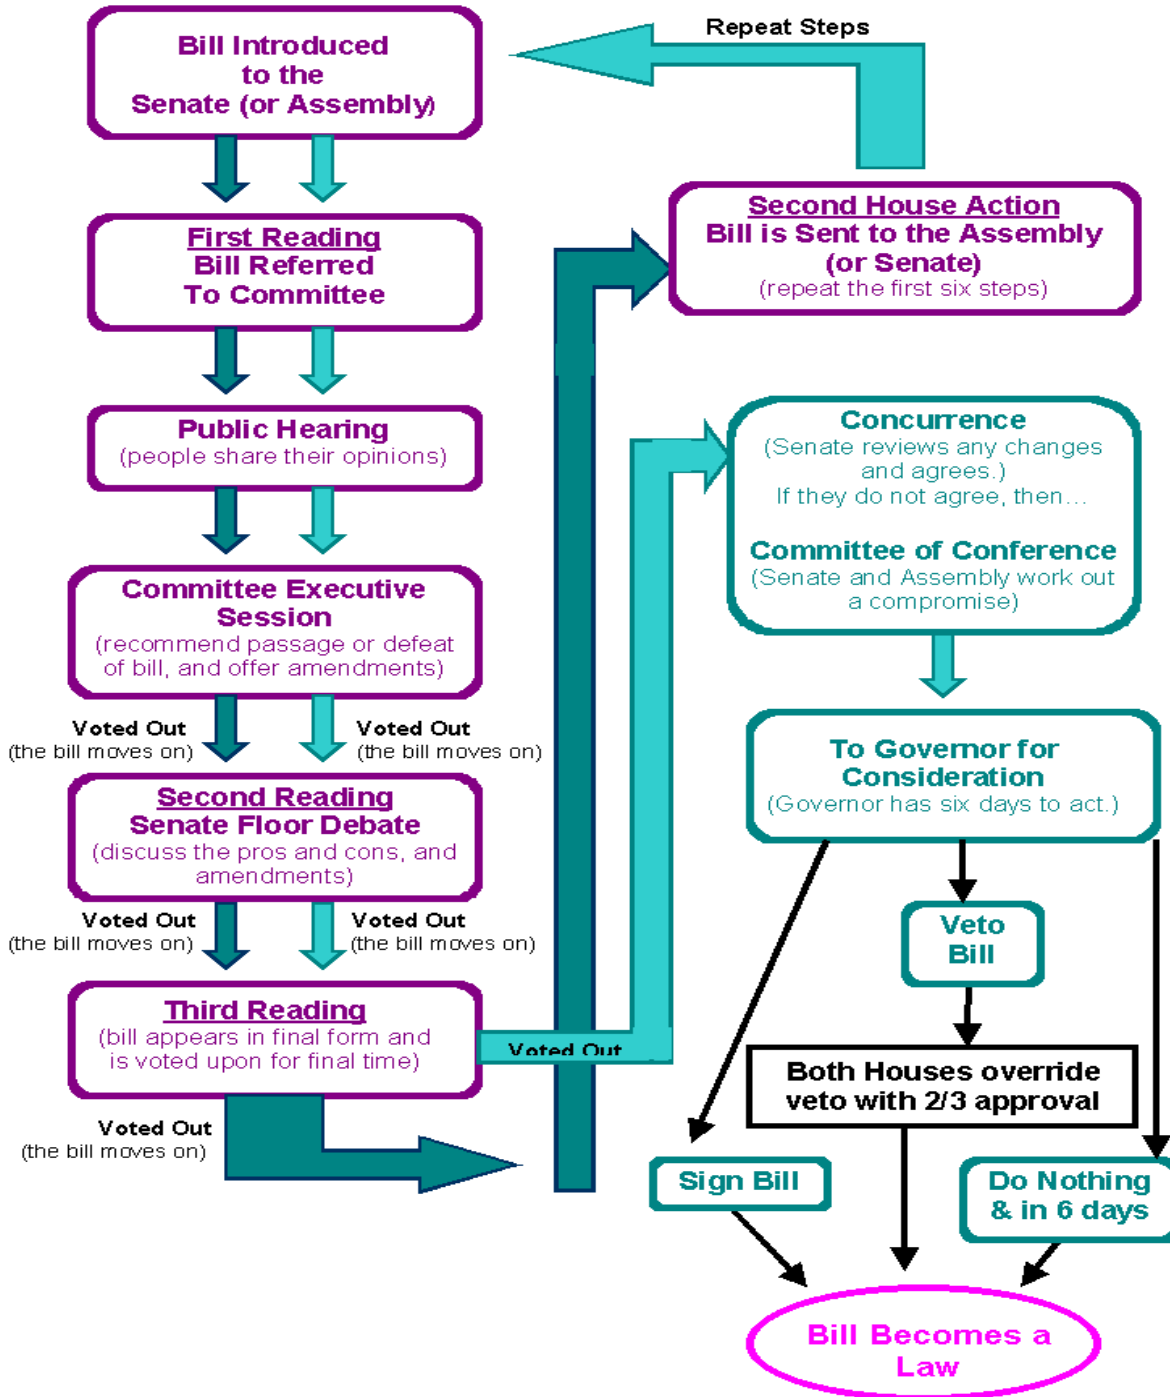 Repeat Steps
Bill Introduced
to the
Senate (or Assembly)
First Reading
Bill Referred
To Committee
Public Hearing
(people share their opinions)
Committee Executive
Session
(recommend passage or defeat
of bill, and offer amendments)
Voted Out
(the bill moves on)
Voted Out
(the bill moves on)
Second Reading
Senate Floor Debate
(discuss the pros and cons, and
amendments)
Voted Out
(the bill moves on)
Voted Out
(the bill moves on)
Third Reading
(bill appears in final form and
is voted upon for final time)
Voted Out
Voted Out
(the bill moves on)
Second House Action
Bill is Sent to the Assembly
(or Senate)
(repeat the first six steps)
Concurrence
(Senate reviews any changes
and agrees.)
If they do not agree, then…
Committee of Conference
(Senate and Assembly work out
a compromise)
To Governor for
Consideration
(Governor has six days to act.)
Veto
Bill
Both Houses override
veto with 2/3 approval
Sign Bill
Do Nothing
& in 6 days
Bill Becomes a
Law